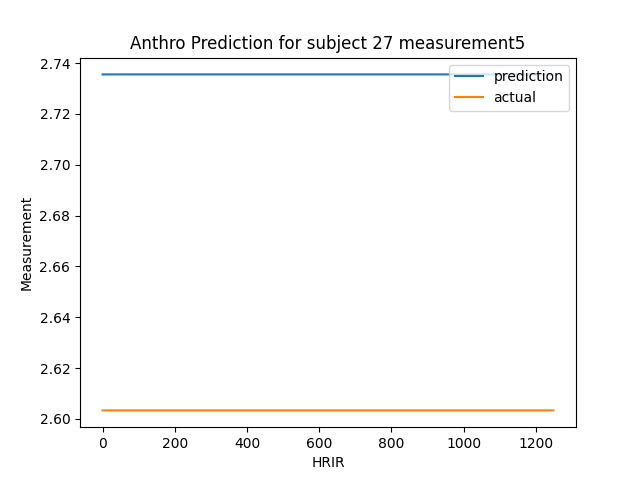 Anthro Prediction for subject 27 measurement5
2.74
2.72
2.70
2.68
2.66
2.64
2.62
2.60
Measurement
prediction
actual
0 200 400 600 800 1000 1200
HRIR